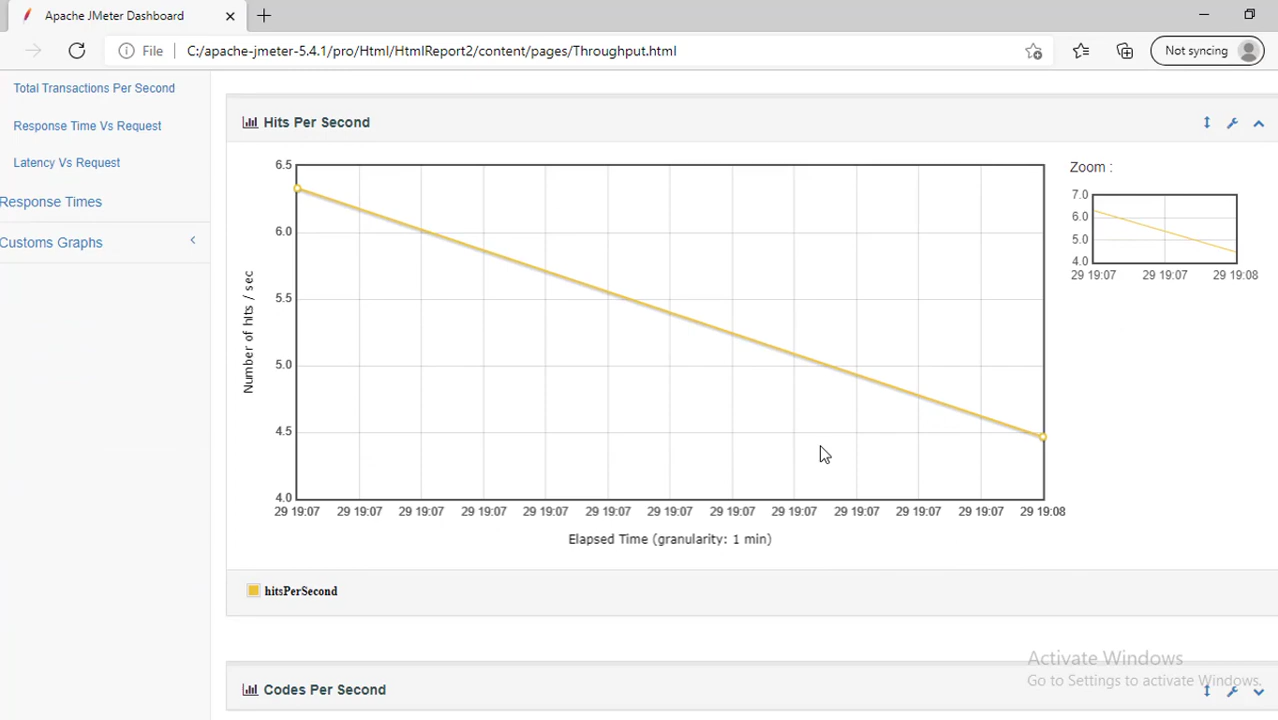 Apache JMeter Dashboard
File
C:/apache-jmeter-5.4.1/pro/Html/HtmlReport2/content/pages/Throughput.html
Not syncing
Total Transactions Per Second
Response Time Vs Request
Latency Vs Request
Response Times
Customs Graphs
Hits Per Second
Number of hits / sec
6.5
6.0
5.5
5.0
4.5
4.0
29 19:07 29 19:07 29 19:07 29 19:07 29 19:07 29 19:07 29 19:07 29 19:07 29 19:07 29 19:07 29 19:07 29 19:07 29 19:08
Elapsed Time (granularity: 1 min)
Zoom :
7.0
6.0
5.0
4.0
29 19:07 29 19:07 29 19:08
hitsPerSecond
Codes Per Second
Activate Windows
Go to Settings to activate Windows.